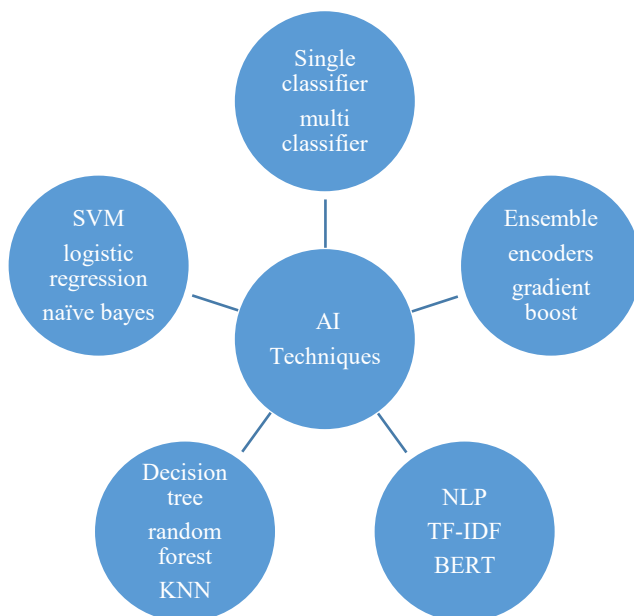 Single
classifier
multi
classifier
SVM
logistic
regression
naïve bayes
Ensemble
encoders
gradient
boost
AI
Techniques
Decision
tree
random
forest
KNN
NLP
TF-IDF
BERT